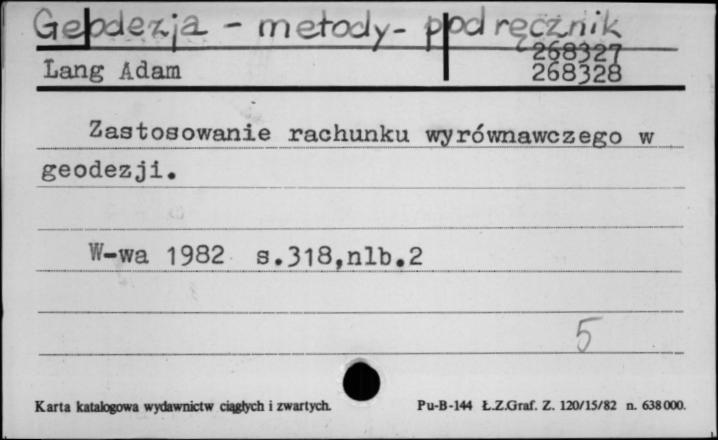 Geodezja - metody - podręcznik
268327
Lang Adam 268328
Zastosowanie rachunku wyrównawczego w
geodezji.
W-wa 1982 s.318,nlb.2
5
Karta katalogowa wydawnictw ciągłych i zwartych. Pu-B-144 Ł.Z.Graf. Z. 120/15/82 n. 638000.